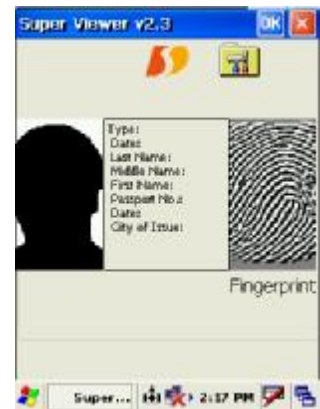 Super Viewer v2.3 OK
Type:
Date:
Last Name:
Middle Name:
First Name:
Passport No.:
Date:
City of Issue:
Fingerprint
Super... 2:17 PM